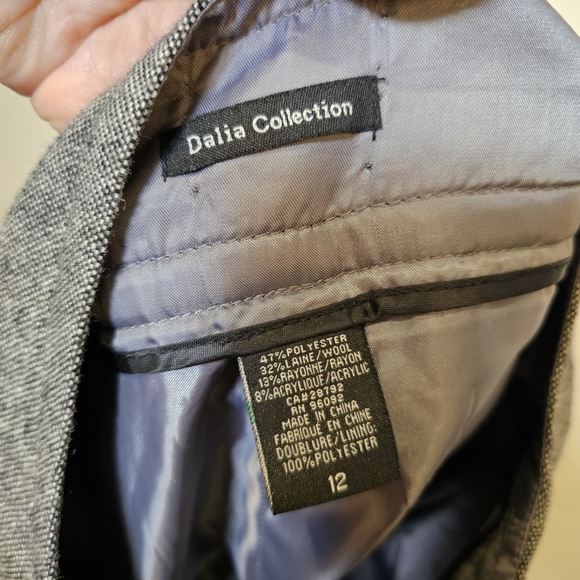 Dalia Collection
47%POLYESTER
32%LAINE/WOOL
13%RAYONNE/RAYON
8%ACRYLIQUE/ACRYLIC
CA#28792
RN 96092
MADE IN CHINA
FABRIQUÉ EN CHINE
DOUBLURE/LINING:
100%POLYESTER
12